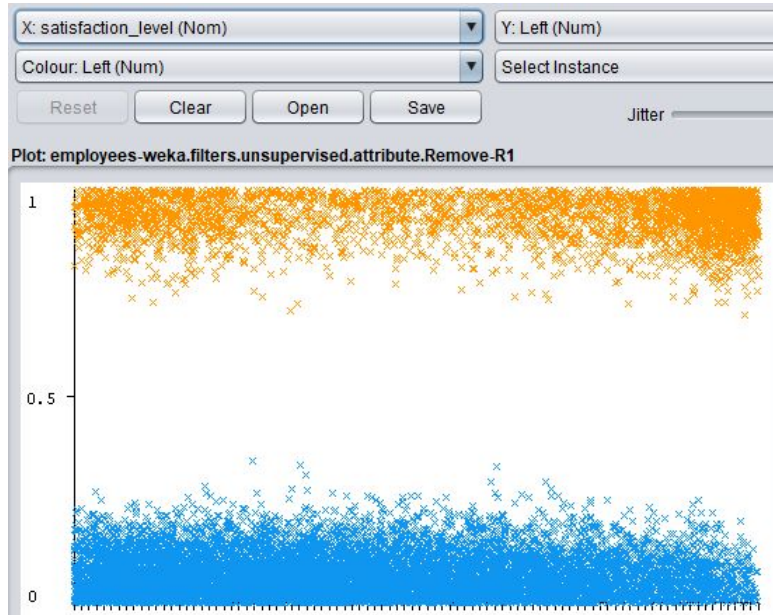 X: satisfaction_level (Nom) Y: Left (Num)
Colour: Left (Num) Select Instance
Reset Clear Open Save Jitter
Plot: employees-weka.filters.unsupervised.attribute.Remove-R1
1
0.5
0